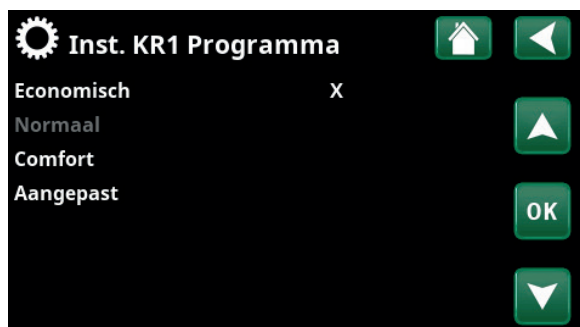 Inst. KR1 Programma
Economisch X
Normaal
Comfort
Aangepast
OK